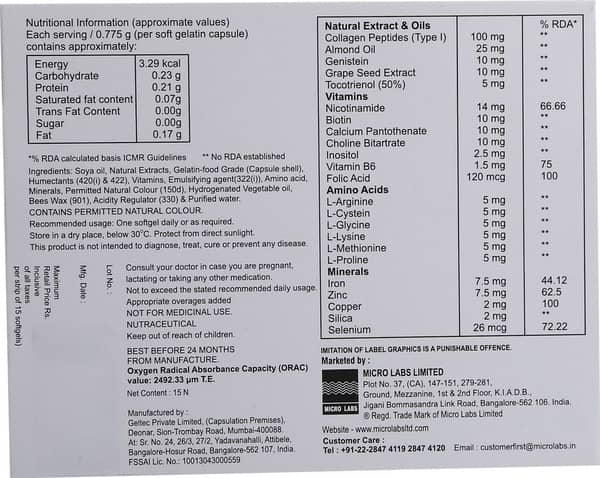 Nutritional Information (approximate values)
Each serving / 0.775 g (per soft gelatin capsule)
contains approximately:
Energy 3.29 kcal
Carbohydrate 0.23 g
Protein 0.21 g
Saturated fat content 0.07g
Trans Fat Content 0.00g
Sugar 0.00g
Fat 0.17 g
*% RDA calculated basis ICMR Guidelines ** No RDA established
Ingredients: Soya oil, Natural Extracts, Gelatin-food Grade (Capsule shell),
Humectants (420(i) & 422), Vitamins, Emulsifying agent(322(i)), Amino acid,
Minerals, Permitted Natural Colour (150d), Hydrogenated Vegetable oil,
Bees Wax (901), Acidity Regulator (330) & Purified water.
CONTAINS PERMITTED NATURAL COLOUR.
Recommended usage: One softgel daily or as required.
Store in a dry place, below 30°C. Protect from direct sunlight.
This product is not intended to diagnose, treat, cure or prevent any disease.
Lot No. :
Mfg. Date :
Maximum
Retail Price Rs.
Inclusive
of all taxes
per strip of 15 softgels)
Consult your doctor in case you are pregnant,
lactating or taking any other medication.
Not to exceed the stated recommended daily usage.
Appropriate overages added
NOT FOR MEDICINAL USE.
NUTRACEUTICAL
Keep out of reach of children.
BEST BEFORE 24 MONTHS
FROM MANUFACTURE.
Oxygen Radical Absorbance Capacity (ORAC)
value: 2492.33 µm T.E.
Net Content : 15 N
Manufactured by :
Geltec Private Limited, (Capsulation Premises),
Deonar, Sion-Trombay Road, Mumbai-400088.
At: Sr. No. 24, 26/3, 27/2, Yadavanahalli, Attibele,
Bangalore-Hosur Road, Bangalore-562 107.
FSSAI Lic. No.: 10013043000559
Natural Extract & Oils % RDA*
Collagen Peptides (Type I) 100 mg **
Almond Oil 25 mg **
Genistein 10 mg **
Grape Seed Extract 10 mg **
Tocotrienol (50%) 5 mg **
Vitamins
Nicotinamide 14 mg 66.66
Biotin 10 mg **
Calcium Pantothenate 10 mg **
Choline Bitartrate 10 mg **
Inositol 2.5 mg **
Vitamin B6 1.5 mg 75
Folic Acid 120 mcg 100
Amino Acids
L-Arginine 5 mg **
L-Cystein 5 mg **
L-Glycine 5 mg **
L-Lysine 5 mg **
L-Methionine 5 mg **
L-Proline 5 mg **
Minerals
Iron 7.5 mg 44.12
Zinc 7.5 mg 62.5
Copper 2 mg 100
Silica 2 mg **
Selenium 26 mcg 72.22
IMITATION OF LABEL GRAPHICS IS A PUNISHABLE OFFENCE.
Marketed by :
MICRO LABS
MICRO LABS LIMITED
Plot No. 37, (CA), 147-151, 279-281,
Ground, Mezzanine, 1st & 2nd Floor, K.I.A.D.B.,
Jigani Bommasandra Link Road, Bangalore-562 106. India.
® Regd. Trade Mark of Micro Labs Limited
Website - www.microlabsltd.com
Customer Care :
Tel : +91-22-2847 4119 2847 4120 Email : customerfirst@microlabs.in